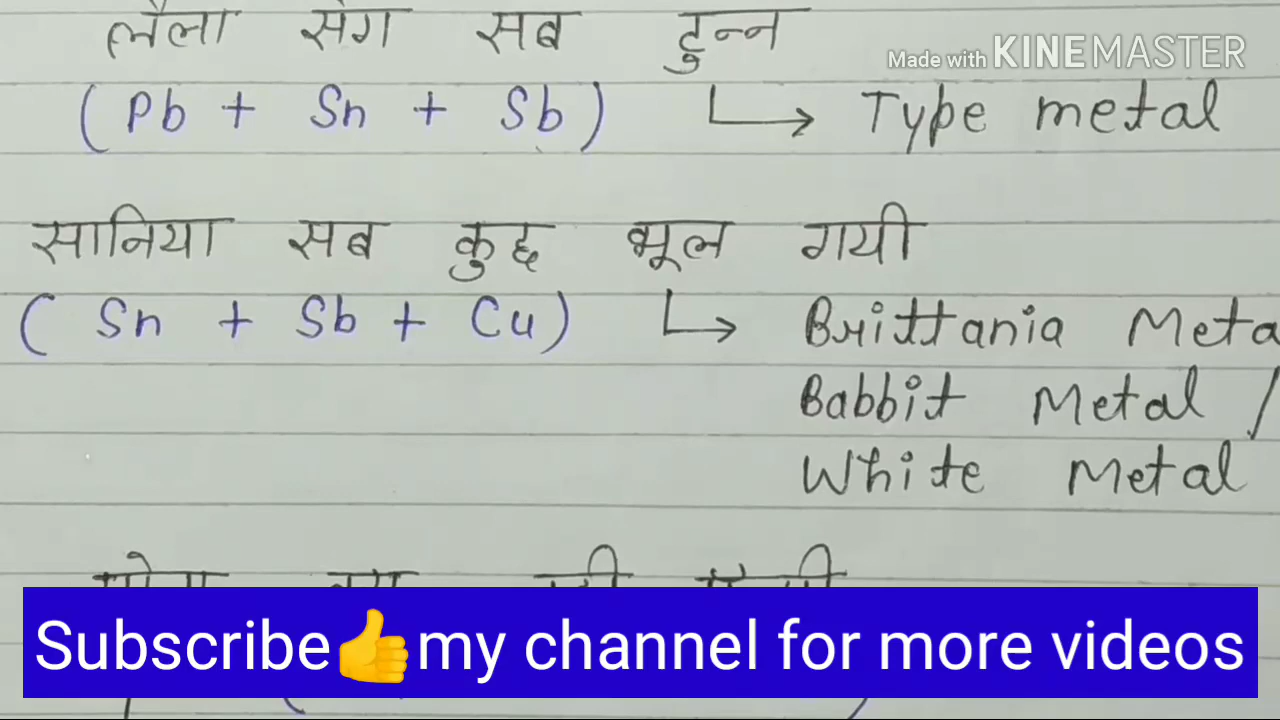 लैला संग सब टुन्न
Made with KINEMASTER
(Pb + Sn + Sb) → Type metal
सानिया सब कुछ भूल गयी
(Sn + Sb + Cu) → Brittania Meta
Babbit Metal /
White Metal
Subscribe👍my channel for more videos